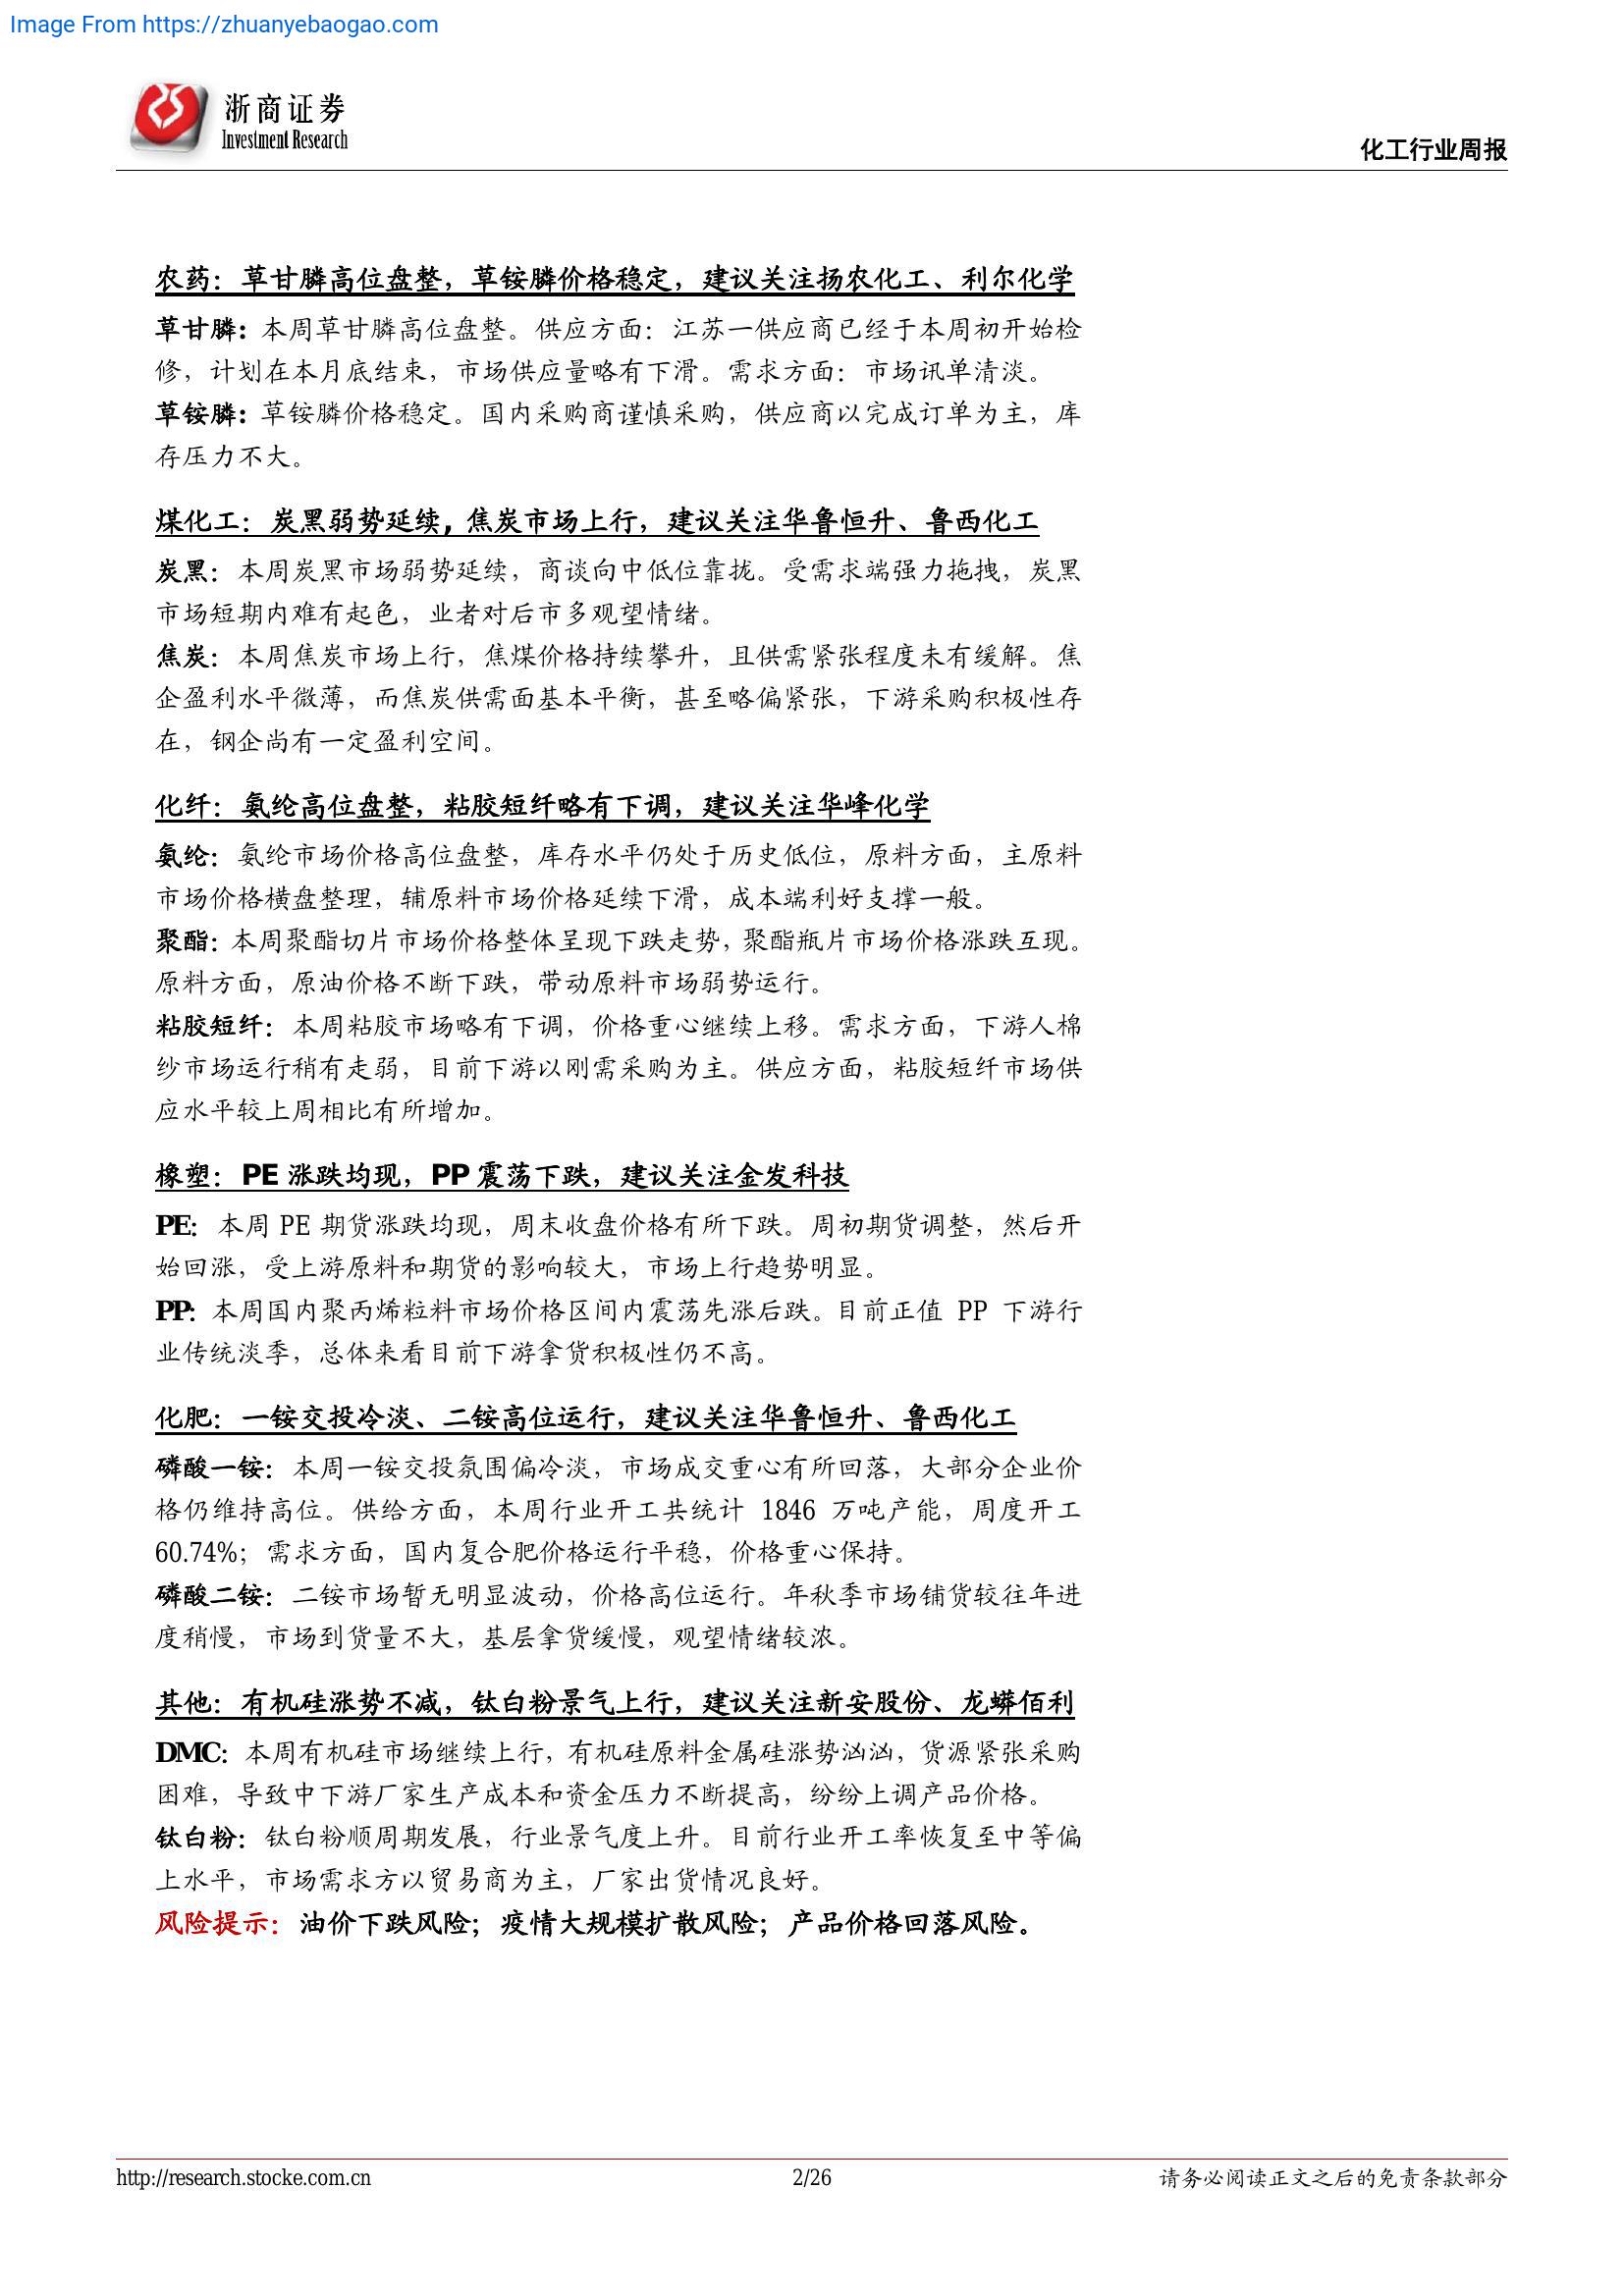 Image From https://zhuanyebaogao.com
浙商证券
Investment Research
化工行业周报
农药：草甘膦高位盘整，草铵膦价格稳定，建议关注扬农化工、利尔化学
草甘膦：本周草甘膦高位盘整。供应方面：江苏一供应商已经于本周初开始检
修，计划在本月底结束，市场供应量略有下滑。需求方面：市场讯单清淡。
草铵膦：草铵膦价格稳定。国内采购商谨慎采购，供应商以完成订单为主，库
存压力不大。
煤化工：炭黑弱势延续，焦炭市场上行，建议关注华鲁恒升、鲁西化工
炭黑：本周炭黑市场弱势延续，商谈向中低位靠拢。受需求端强力拖拽，炭黑
市场短期内难有起色，业者对后市多观望情绪。
焦炭：本周焦炭市场上行，焦煤价格持续攀升，且供需紧张程度未有缓解。焦
企盈利水平微薄，而焦炭供需面基本平衡，甚至略偏紧张，下游采购积极性存
在，钢企尚有一定盈利空间。
化纤：氨纶高位盘整，粘胶短纤略有下调，建议关注华峰化学
氨纶：氨纶市场价格高位盘整，库存水平仍处于历史低位，原料方面，主原料
市场价格横盘整理，辅原料市场价格延续下滑，成本端利好支撑一般。
聚酯：本周聚酯切片市场价格整体呈现下跌走势，聚酯瓶片市场价格涨跌互现。
原料方面，原油价格不断下跌，带动原料市场弱势运行。
粘胶短纤：本周粘胶市场略有下调，价格重心继续上移。需求方面，下游人棉
纱市场运行稍有走弱，目前下游以刚需采购为主。供应方面，粘胶短纤市场供
应水平较上周相比有所增加。
橡塑：PE 涨跌均现，PP 震荡下跌，建议关注金发科技
PE：本周 PE 期货涨跌均现，周末收盘价格有所下跌。周初期货调整，然后开
始回涨，受上游原料和期货的影响较大，市场上行趋势明显。
PP：本周国内聚丙烯粒料市场价格区间内震荡先涨后跌。目前正值 PP 下游行
业传统淡季，总体来看目前下游拿货积极性仍不高。
化肥：一铵交投冷淡、二铵高位运行，建议关注华鲁恒升、鲁西化工
磷酸一铵：本周一铵交投氛围偏冷淡，市场成交重心有所回落，大部分企业价
格仍维持高位。供给方面，本周行业开工共统计 1846 万吨产能，周度开工
60.74%；需求方面，国内复合肥价格运行平稳，价格重心保持。
磷酸二铵：二铵市场暂无明显波动，价格高位运行。年秋季市场铺货较往年进
度稍慢，市场到货量不大，基层拿货缓慢，观望情绪较浓。
其他：有机硅涨势不减，钛白粉景气上行，建议关注新安股份、龙蟒佰利
DMC：本周有机硅市场继续上行，有机硅原料金属硅涨势汹汹，货源紧张采购
困难，导致中下游厂家生产成本和资金压力不断提高，纷纷上调产品价格。
钛白粉：钛白粉顺周期发展，行业景气度上升。目前行业开工率恢复至中等偏
上水平，市场需求方以贸易商为主，厂家出货情况良好。
风险提示：油价下跌风险；疫情大规模扩散风险；产品价格回落风险。
http://research.stocke.com.cn
2/26
请务必阅读正文之后的免责条款部分